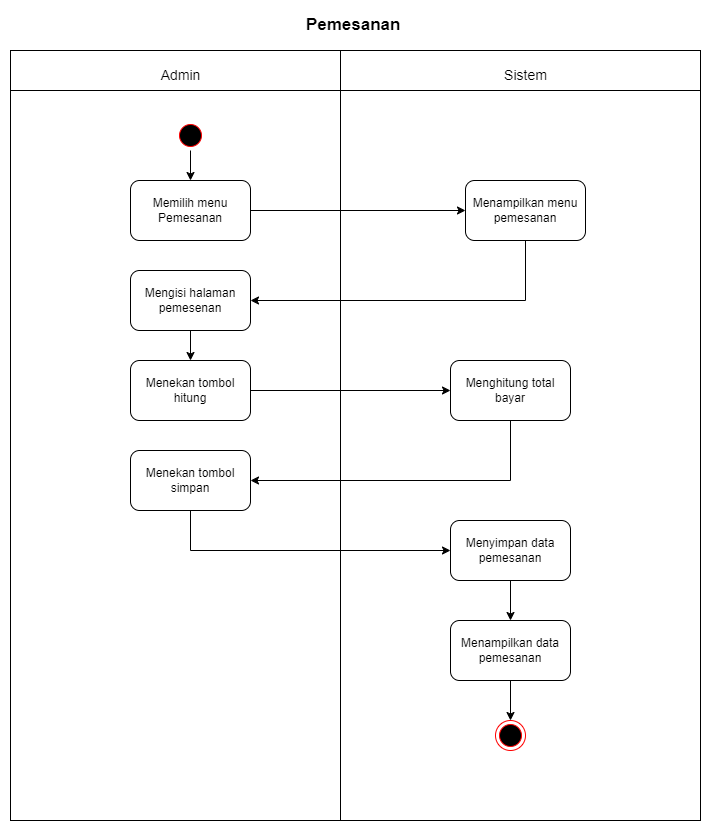 Pemesanan
Admin
Sistem
Memilih menu
Pemesanan
Menampilkan menu
pemesanan
Mengisi halaman
pemesenan
Menekan tombol
hitung
Menghitung total
bayar
Menekan tombol
simpan
Menyimpan data
pemesanan
Menampilkan data
pemesanan